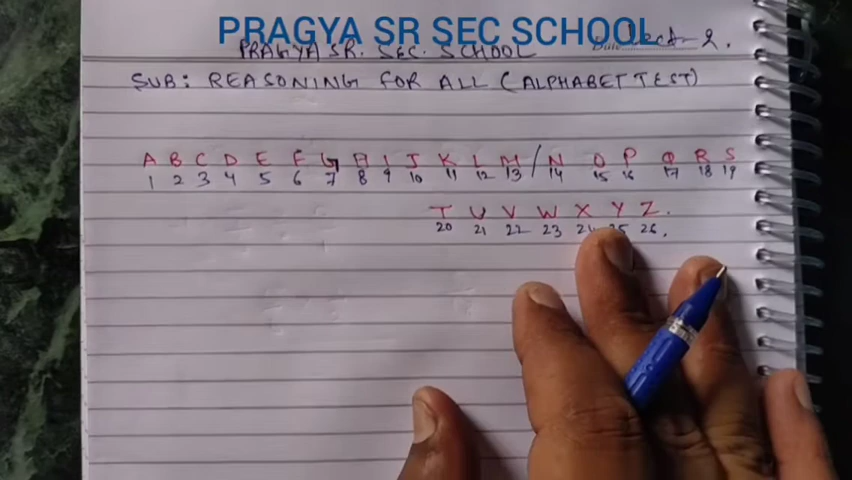 PRAGYA SR SEC SCHOOL
PRAGYA SR. SEC. SCHOOL
2.
SUB: REASONING FOR ALL (ALPHABET TEST)
A B C D E F G H I J K L M / N O P Q R S
1 2 3 4 5 6 7 8 9 10 11 12 13 14 15 16 17 18 19
T U V W X Y Z.
20 21 22 23 24 25 26.